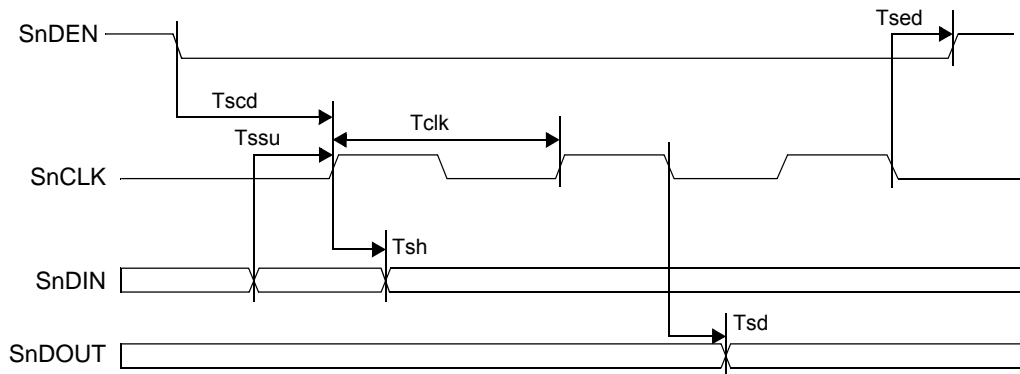 SnDEN
Tsed
Tscd
Tclk
Tssu
SnCLK
Tsh
SnDIN
Tsd
SnDOUT